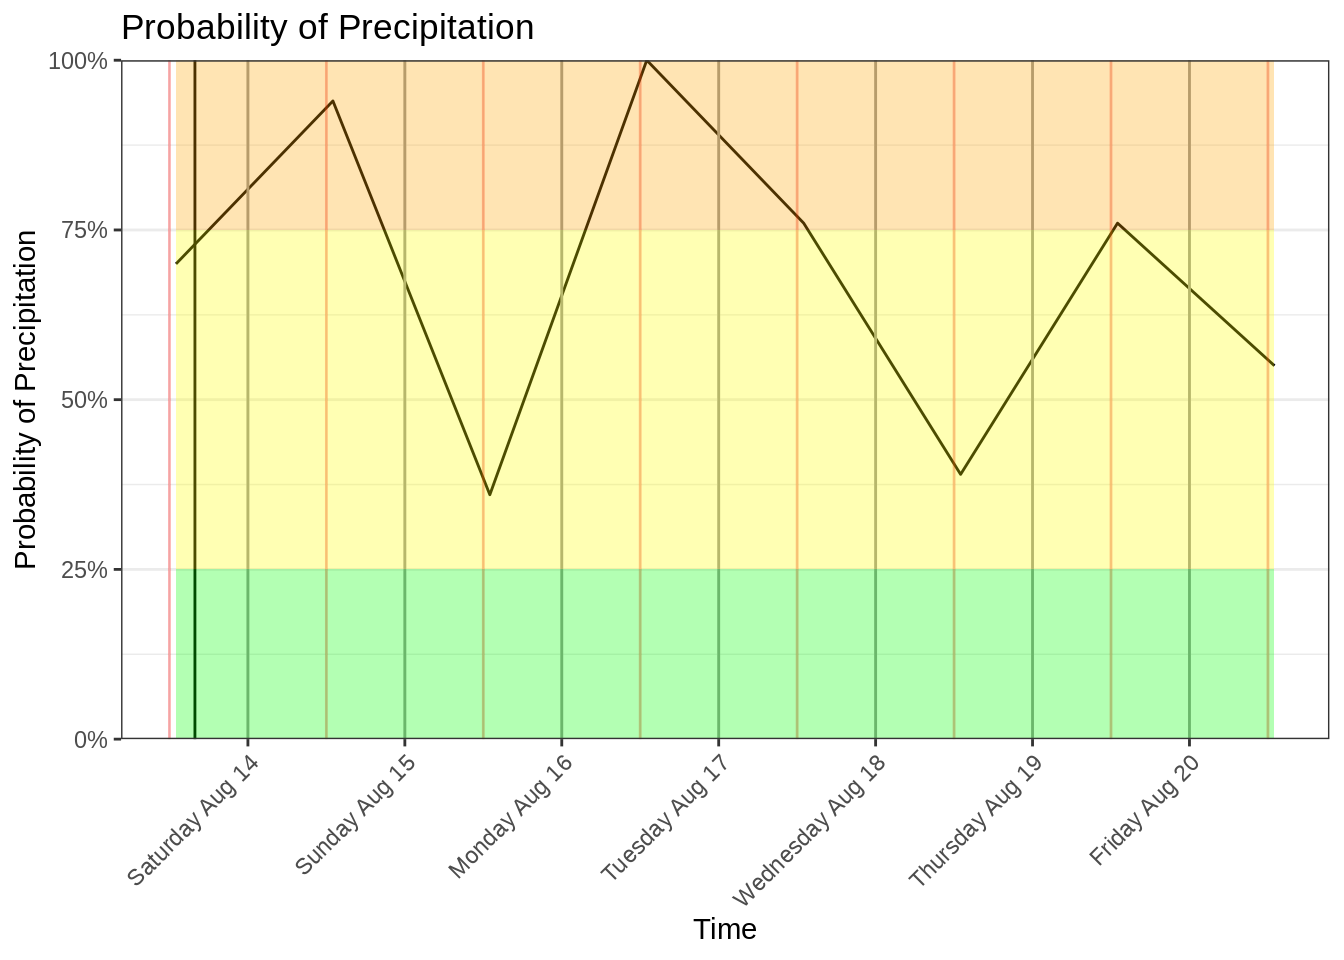 Probability of Precipitation
Probability of Precipitation
100%
75%
50%
25%
0%
Saturday Aug 14
Sunday Aug 15
Monday Aug 16
Tuesday Aug 17
Wednesday Aug 18
Thursday Aug 19
Friday Aug 20
Time